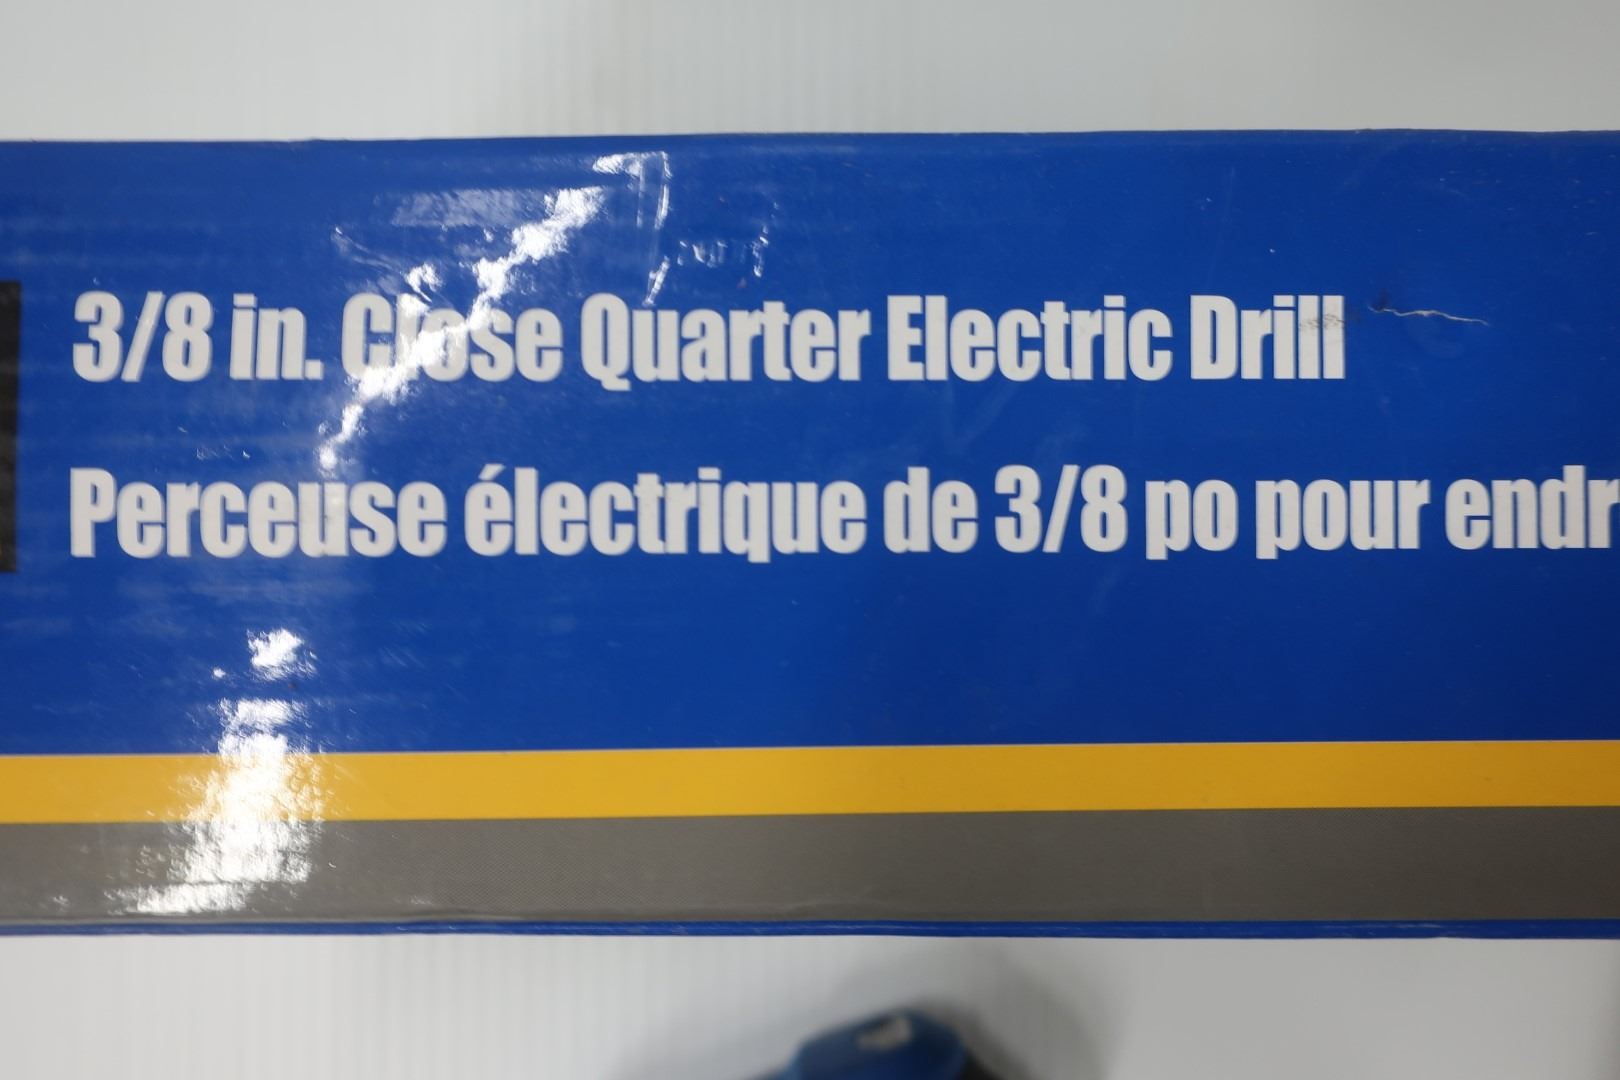 3/8 in. Close Quarter Electric Drill
Perceuse électrique de 3/8 po pour endr